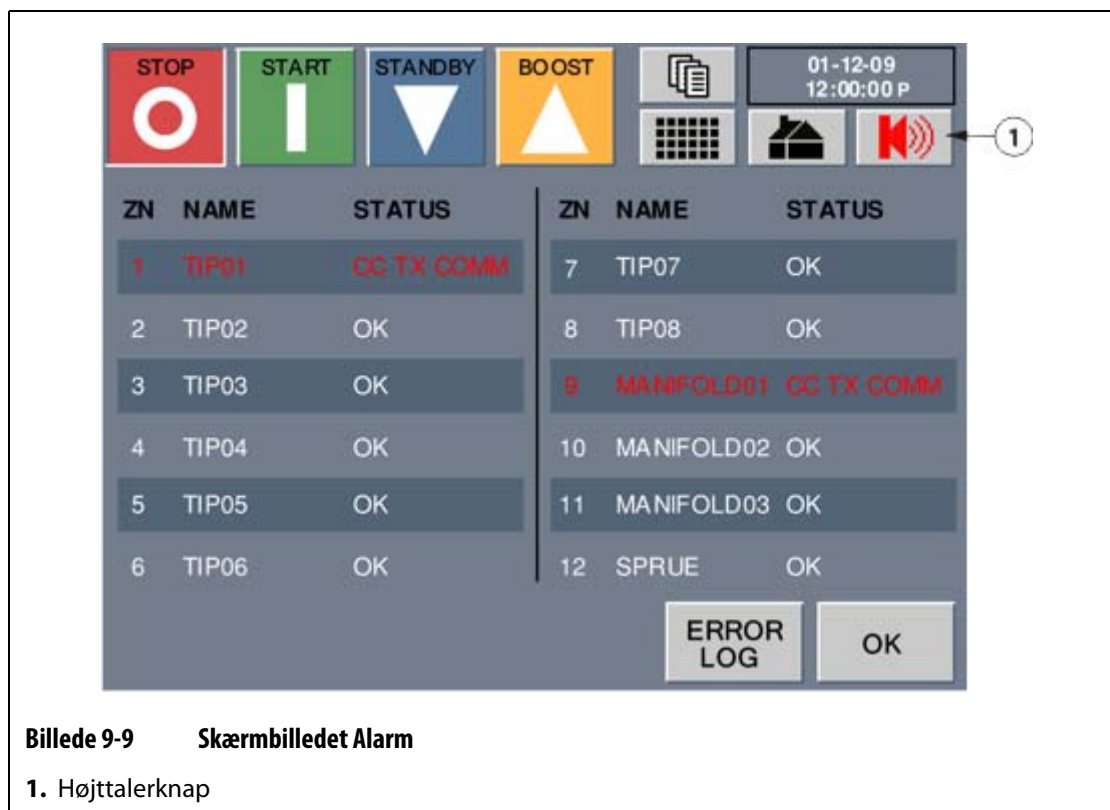 STOP START STANDBY BOOST
01-12-09
12:00:00 P
1
ZN NAME STATUS ZN NAME STATUS
1 TIP01 CC TX COMM 7 TIP07 OK
2 TIP02 OK 8 TIP08 OK
3 TIP03 OK 9 MANIFOLD01 CC TX COMM
4 TIP04 OK 10 MANIFOLD02 OK
5 TIP05 OK 11 MANIFOLD03 OK
6 TIP06 OK 12 SPRUE OK
ERROR
LOG
OK
Billede 9-9 Skærmbilledet Alarm
1. Højttalerknap